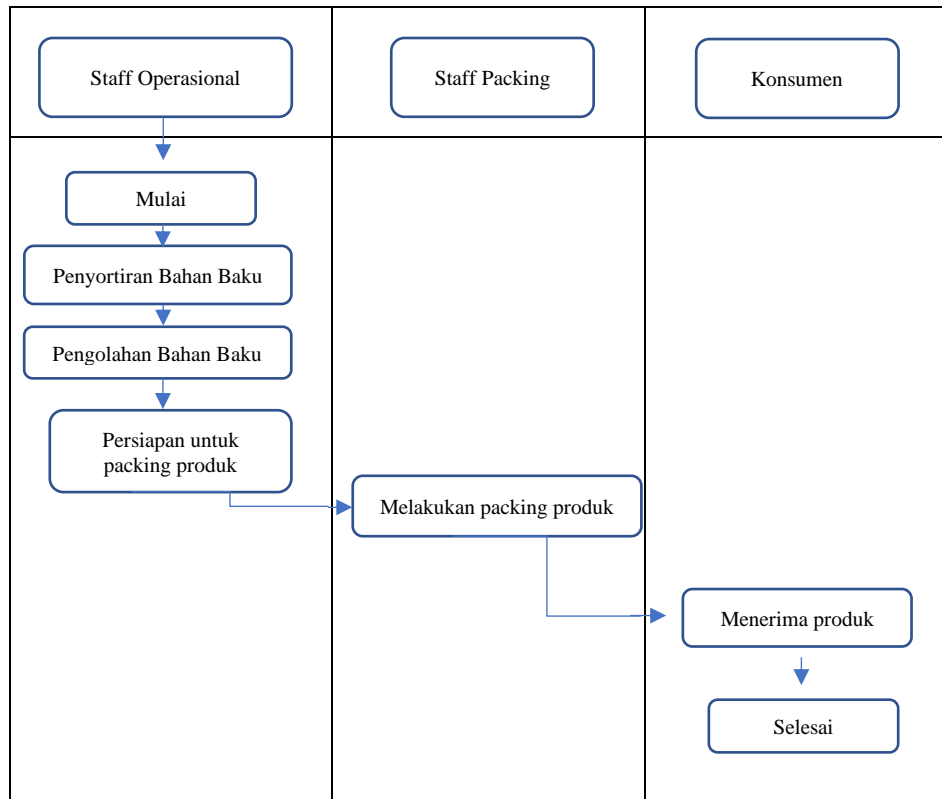 Staff Operasional
Staff Packing
Konsumen
Mulai
Penyortiran Bahan Baku
Pengolahan Bahan Baku
Persiapan untuk
packing produk
Melakukan packing produk
Menerima produk
Selesai